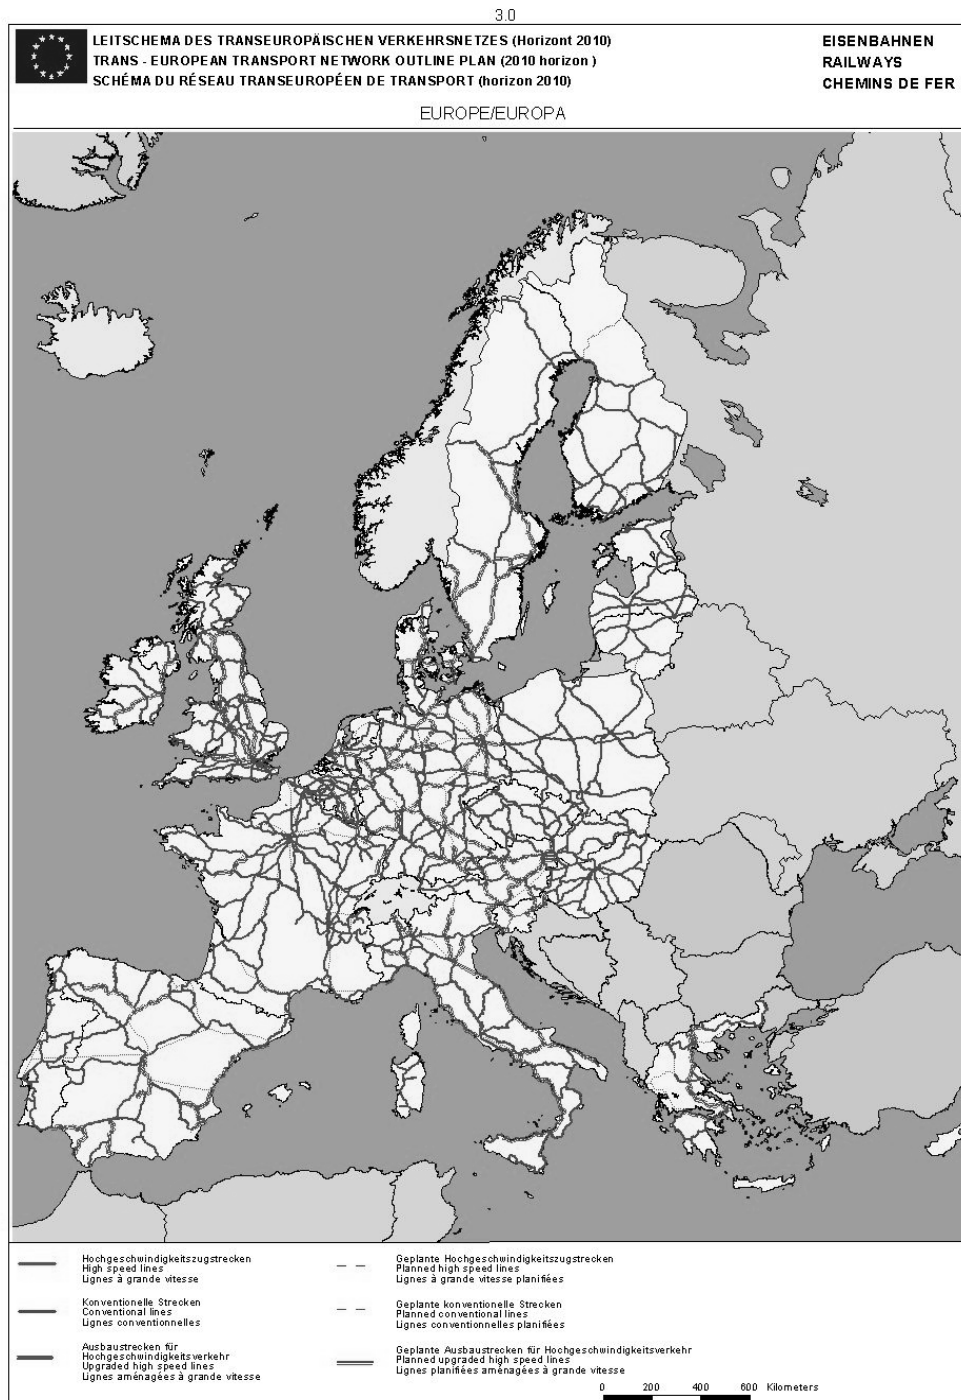 3.0
LEITSCHEMA DES TRANSEUROPÄISCHEN VERKEHRSNETZES (Horizont 2010)
TRANS - EUROPEAN TRANSPORT NETWORK OUTLINE PLAN (2010 horizon )
SCHÉMA DU RÉSEAU TRANSEUROPÉEN DE TRANSPORT (horizon 2010)
EISENBAHNEN
RAILWAYS
CHEMINS DE FER
EUROPE/EUROPA
Hochgeschwindigkeitszugstrecken
High speed lines
Lignes à grande vitesse
Konventionelle Strecken
Conventional lines
Lignes conventionnelles
Ausbaustrecken für
Hochgeschwindigkeitsverkehr
Upgraded high speed lines
Lignes aménagées à grande vitesse
Geplante Hochgeschwindigkeitszugstrecken
Planned high speed lines
Lignes à grande vitesse planifiées
Geplante konventionelle Strecken
Planned conventional lines
Lignes conventionnelles planifiées
Geplante Ausbaustrecken für Hochgeschwindigkeitsverkehr
Planned upgraded high speed lines
Lignes planifiées aménagées à grande vitesse
0 200 400 600 Kilometers